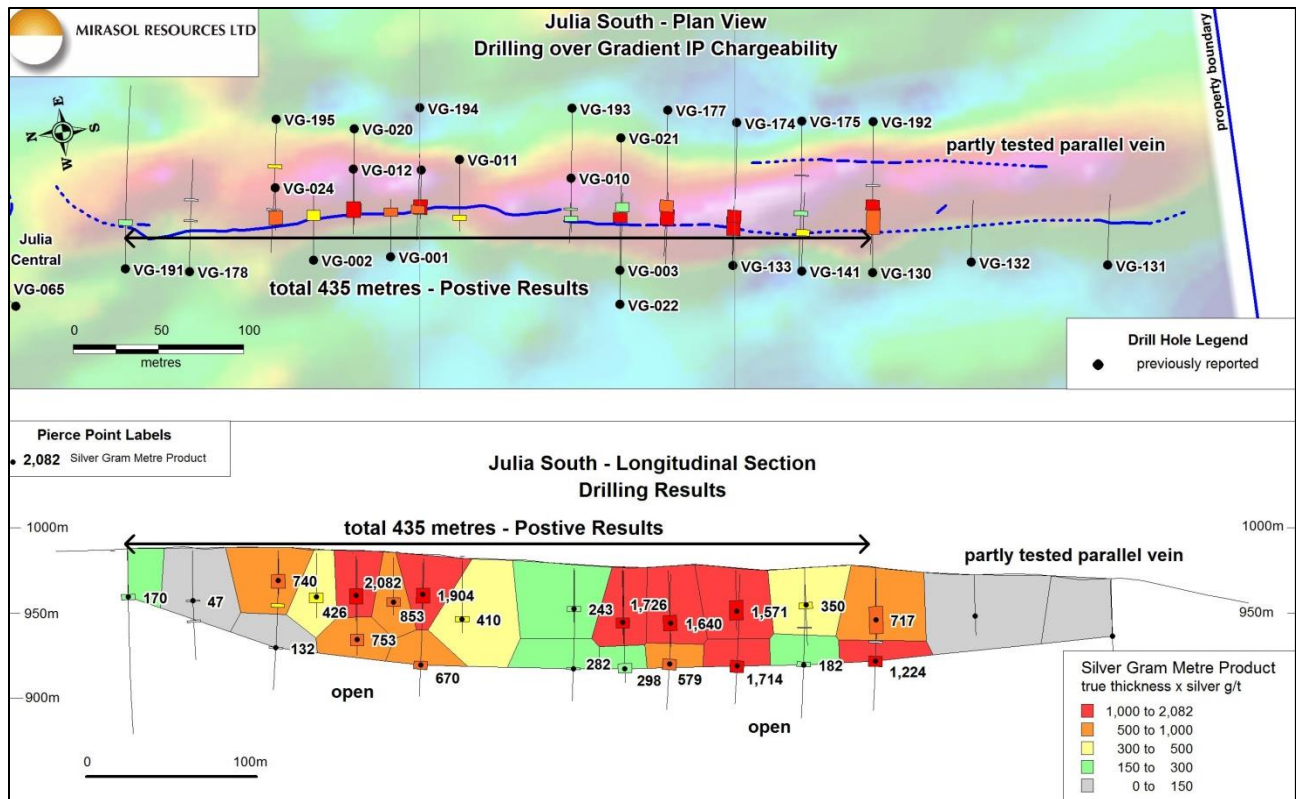 MIRASOL RESOURCES LTD
Julia South - Plan View
Drilling over Gradient IP Chargeability
property boundary
N
E
S
W
VG-195
VG-020
VG-194
VG-193
VG-177
VG-174
VG-175
VG-192
VG-021
VG-012
VG-011
VG-024
VG-010
partly tested parallel vein
Julia
Central
VG-065
VG-191
VG-178
VG-002
VG-001
VG-003
VG-133
VG-141
VG-130
VG-132
VG-131
VG-022
total 435 metres - Postive Results
0 50 100
metres
Drill Hole Legend
previously reported
Pierce Point Labels
2,082 Silver Gram Metre Product
Julia South - Longitudinal Section
Drilling Results
1000m
total 435 metres - Postive Results
1000m
partly tested parallel vein
950m
950m
900m
170
47
740
426
2,082
853
1,904
410
243
1,726
1,640
1,571
350
717
132
753
670
282
298
579
1,714
182
1,224
open
open
0 100m
Silver Gram Metre Product
true thickness x silver g/t
1,000 to 2,082
500 to 1,000
300 to 500
150 to 300
0 to 150